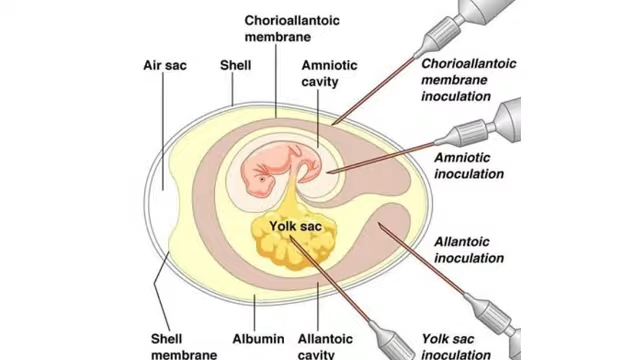 Chorioallantoic
membrane
Air sac
Shell
Amniotic
cavity
Chorioallantoic
membrane
inoculation
Amniotic
inoculation
Yolk sac
Allantoic
inoculation
Shell
membrane
Albumin
Allantoic
cavity
Yolk sac
inoculation